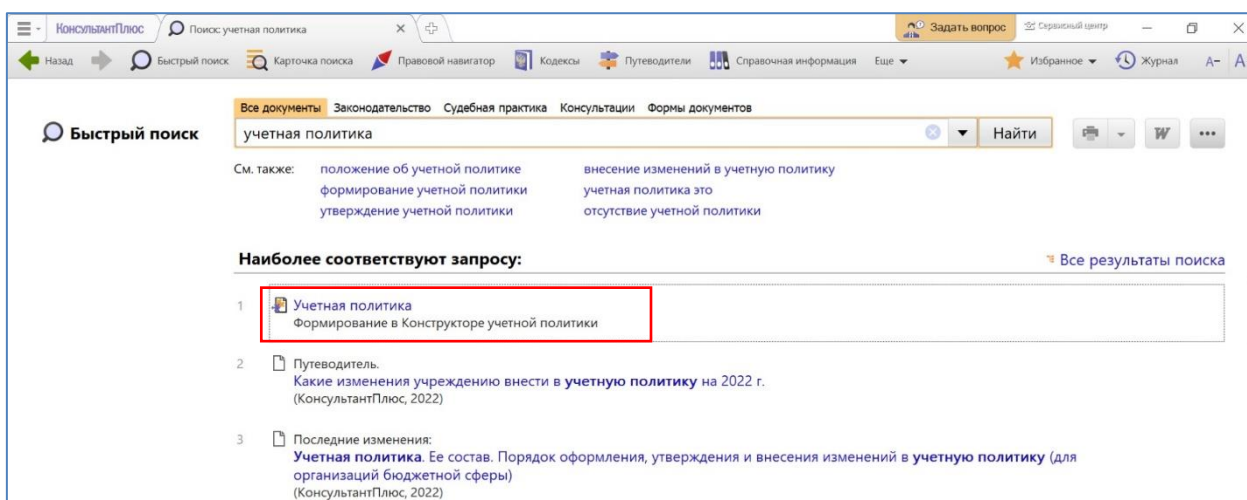 КонсультантПлюс
Поиск: учетная политика
Задать вопрос
Сервисный центр
Назад Быстрый поиск Карточка поиска Правовой навигатор Кодексы Путеводители Справочная информация Еще Избранное Журнал A- A
Все документы Законодательство Судебная практика Консультации Формы документов
Быстрый поиск
учетная политика
Найти
W
См. также: положение об учетной политике внесение изменений в учетную политику
формирование учетной политики учетная политика это
утверждение учетной политики отсутствие учетной политики
Наиболее соответствуют запросу: Все результаты поиска
1 Учетная политика
Формирование в Конструкторе учетной политики
2 Путеводитель.
Какие изменения учреждению внести в учетную политику на 2022 г.
(КонсультантПлюс, 2022)
3 Последние изменения:
Учетная политика. Ее состав. Порядок оформления, утверждения и внесения изменений в учетную политику (для
организаций бюджетной сферы)
(КонсультантПлюс, 2022)